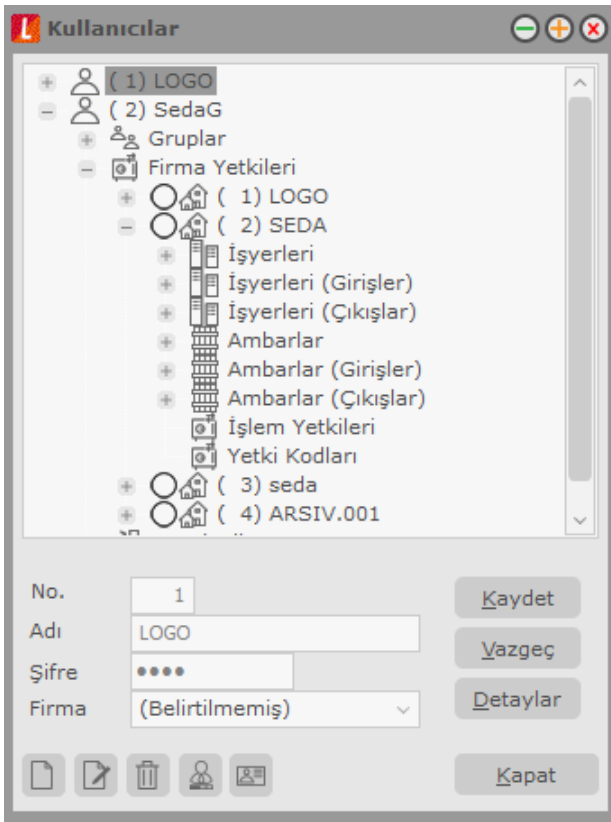 Kullanıcılar
( 1) LOGO
( 2) SedaG
Gruplar
Firma Yetkileri
( 1) LOGO
( 2) SEDA
İşyerleri
İşyerleri (Girişler)
İşyerleri (Çıkışlar)
Ambarlar
Ambarlar (Girişler)
Ambarlar (Çıkışlar)
İşlem Yetkileri
Yetki Kodları
( 3) seda
( 4) ARSIV.001
No. 1 Kaydet
Adı LOGO
Vazgeç
Şifre ••••
Detaylar
Firma (Belirtilmemiş)
Kapat